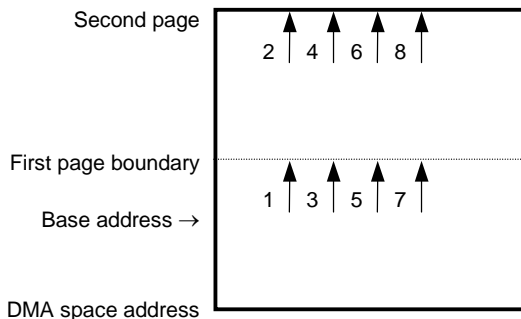 Second page
2 4 6 8
First page boundary
1 3 5 7
Base address →
DMA space address